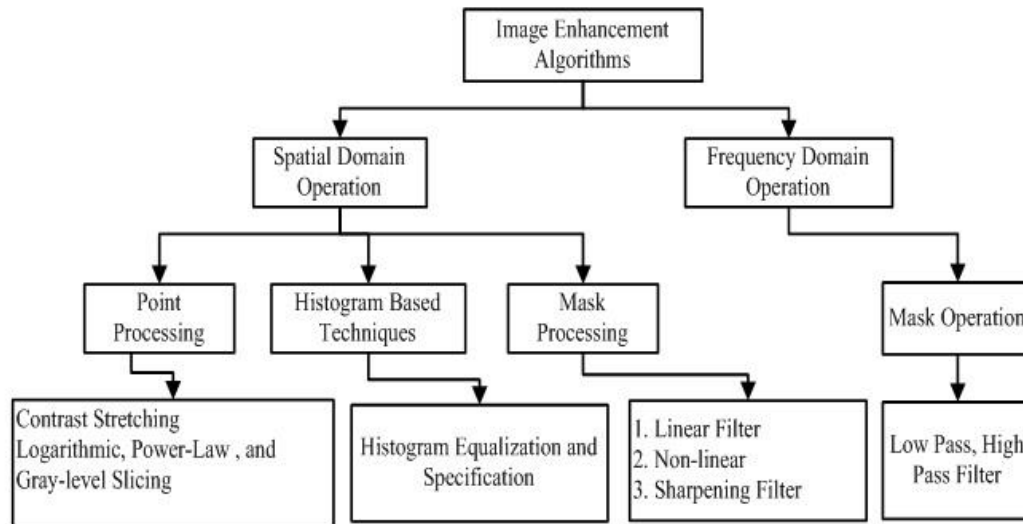 Image Enhancement
Algorithms
Spatial Domain
Operation
Frequency Domain
Operation
Point
Processing
Histogram Based
Techniques
Mask
Processing
Mask Operation
Contrast Stretching
Logarithmic, Power-Law , and
Gray-level Slicing
Histogram Equalization and
Specification
1. Linear Filter
2. Non-linear
3. Sharpening Filter
Low Pass, High
Pass Filter